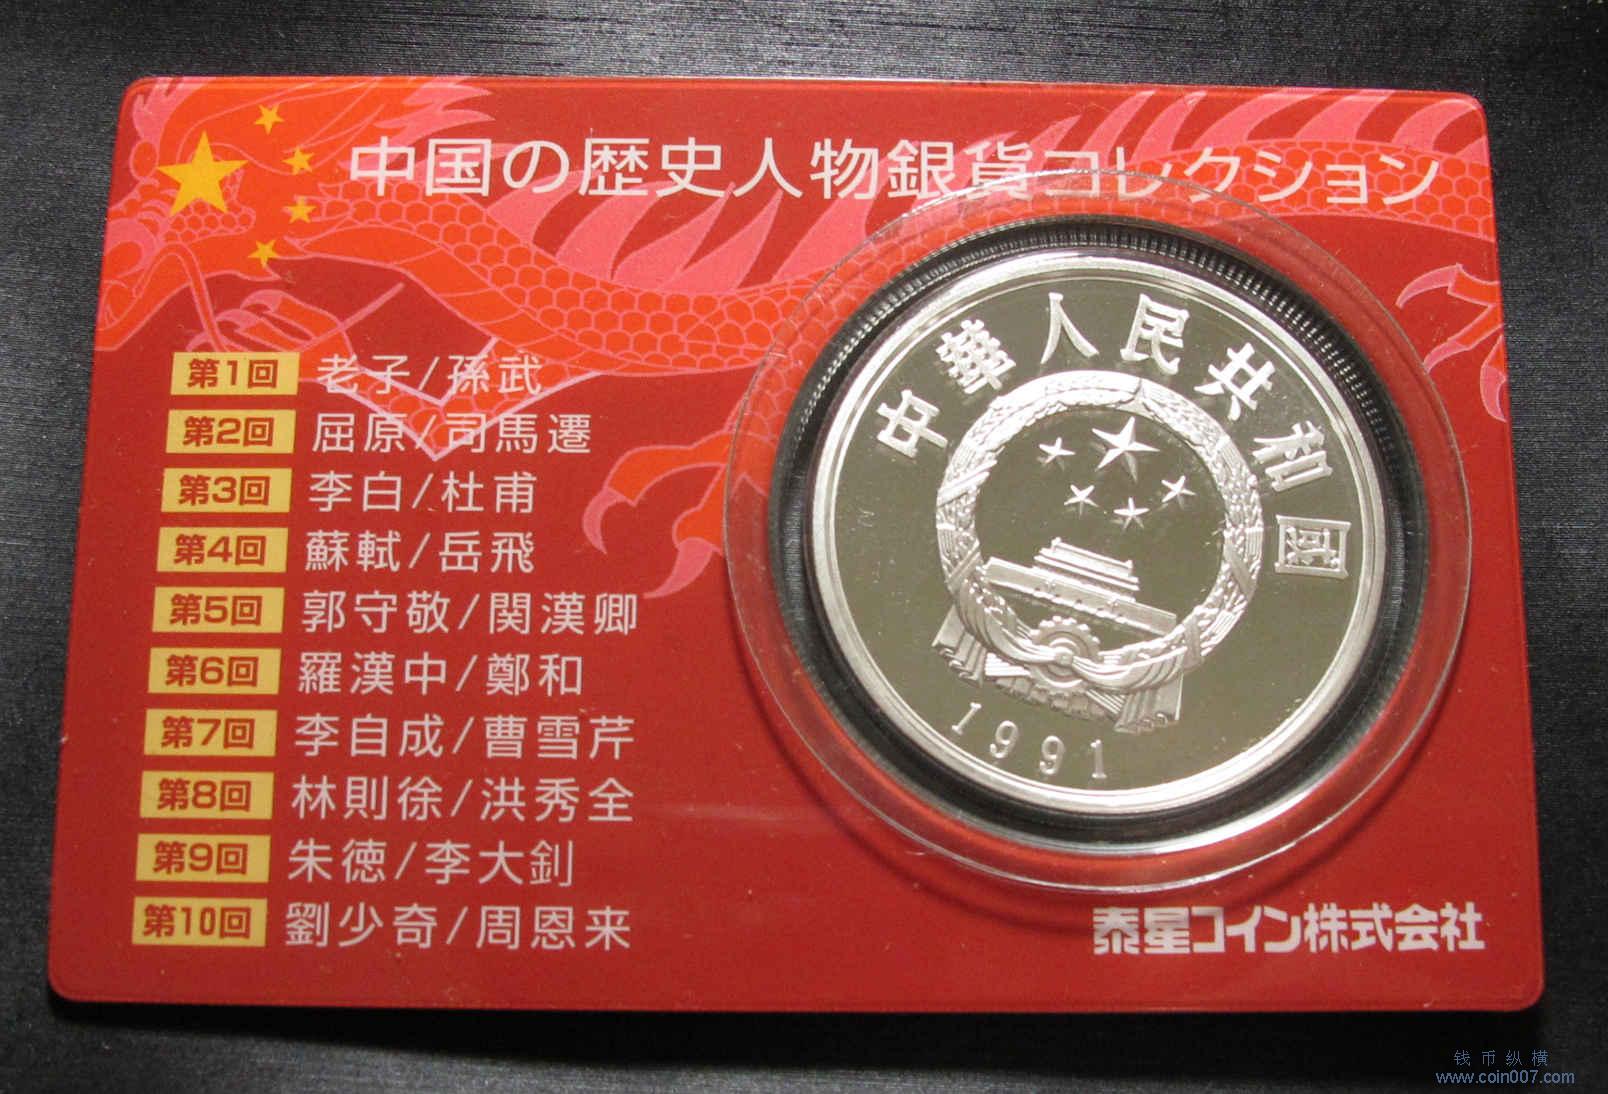 中国の歴史人物銀貨コレクション
第1回 老子/孫武
第2回 屈原/司馬遷
第3回 李白/杜甫
第4回 蘇軾/岳飛
第5回 郭守敬/関漢卿
第6回 羅漢中/鄭和
第7回 李自成/曹雪芹
第8回 林則徐/洪秀全
第9回 朱徳/李大釗
第10回 劉少奇/周恩来
中華人民共和國
1991
泰星コイン株式会社
钱币纵横
www.coin007.com